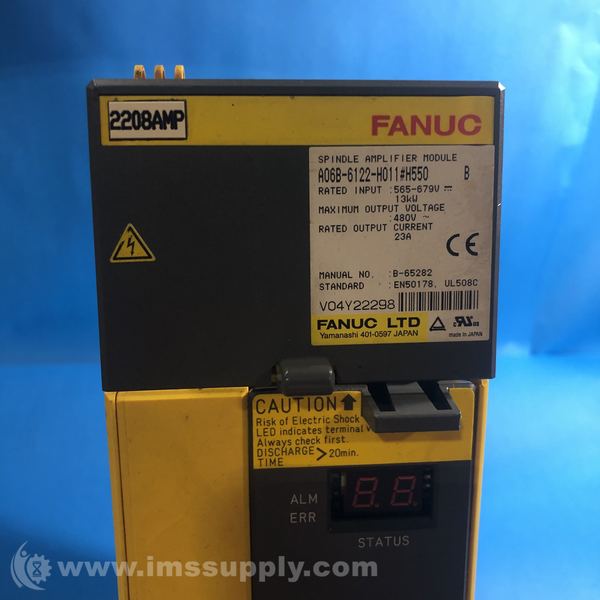 2208AMP
FANUC
SPINDLE AMPLIFIER MODULE
A06B-6122-H011#H550 B
RATED INPUT :565-679V ⎓
13kW
MAXIMUM OUTPUT VOLTAGE
:480V ~
RATED OUTPUT CURRENT
23A
CE
MANUAL NO. :B-65282
STANDARD :EN50178, UL508C
V04Y22298
FANUC LTD
Yamanashi 401-0597 JAPAN
made in JAPAN
CAUTION
Risk of Electric Shock
LED indicates terminal
Always check first.
DISCHARGE > 20min.
TIME
ALM
ERR
STATUS
www.imssupply.com